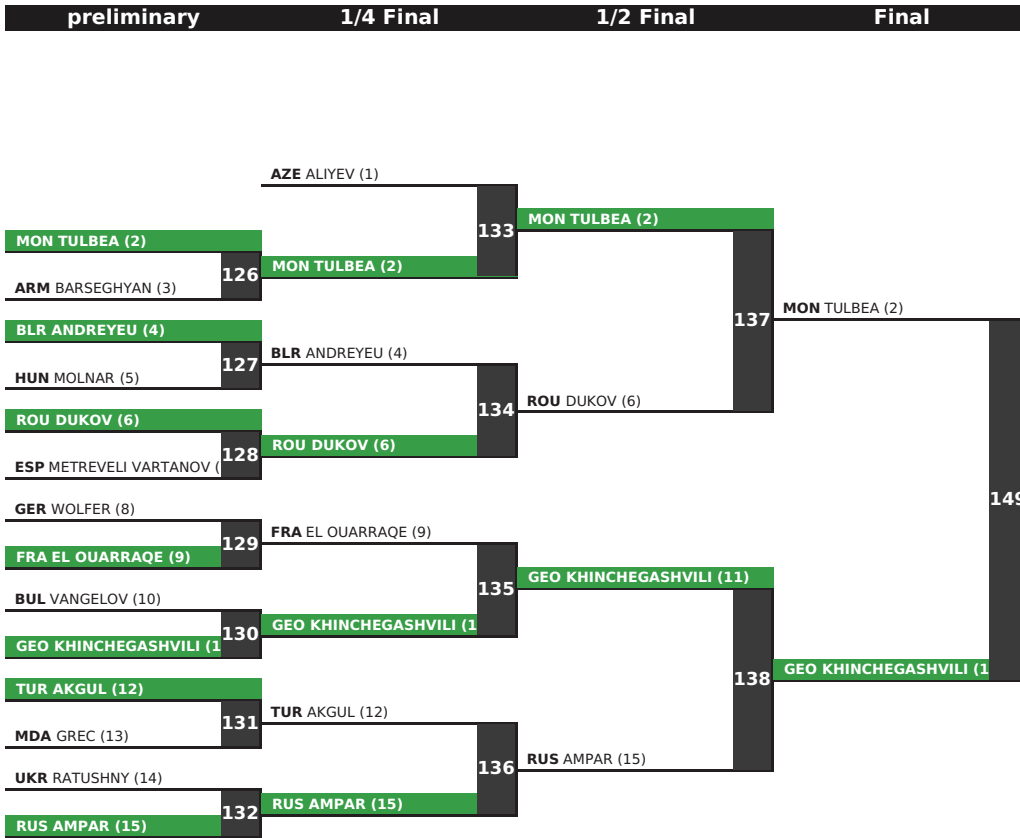 preliminary 1/4 Final 1/2 Final Final
AZE ALIYEV (1)
133
MON TULBEA (2)
MON TULBEA (2)
126
MON TULBEA (2)
ARM BARSEGHYAN (3)
137
MON TULBEA (2)
BLR ANDREYEU (4)
127
BLR ANDREYEU (4)
HUN MOLNAR (5)
134
ROU DUKOV (6)
ROU DUKOV (6)
128
ROU DUKOV (6)
ESP METREVELI VARTANOV (
149
GER WOLFER (8)
129
FRA EL OUARRAQE (9)
FRA EL OUARRAQE (9)
135
GEO KHINCHEGASHVILI (11)
BUL VANGELOV (10)
130
GEO KHINCHEGASHVILI (1
GEO KHINCHEGASHVILI (1
138
GEO KHINCHEGASHVILI (1
TUR AKGUL (12)
131
TUR AKGUL (12)
MDA GREC (13)
136
RUS AMPAR (15)
UKR RATUSHNY (14)
132
RUS AMPAR (15)
RUS AMPAR (15)